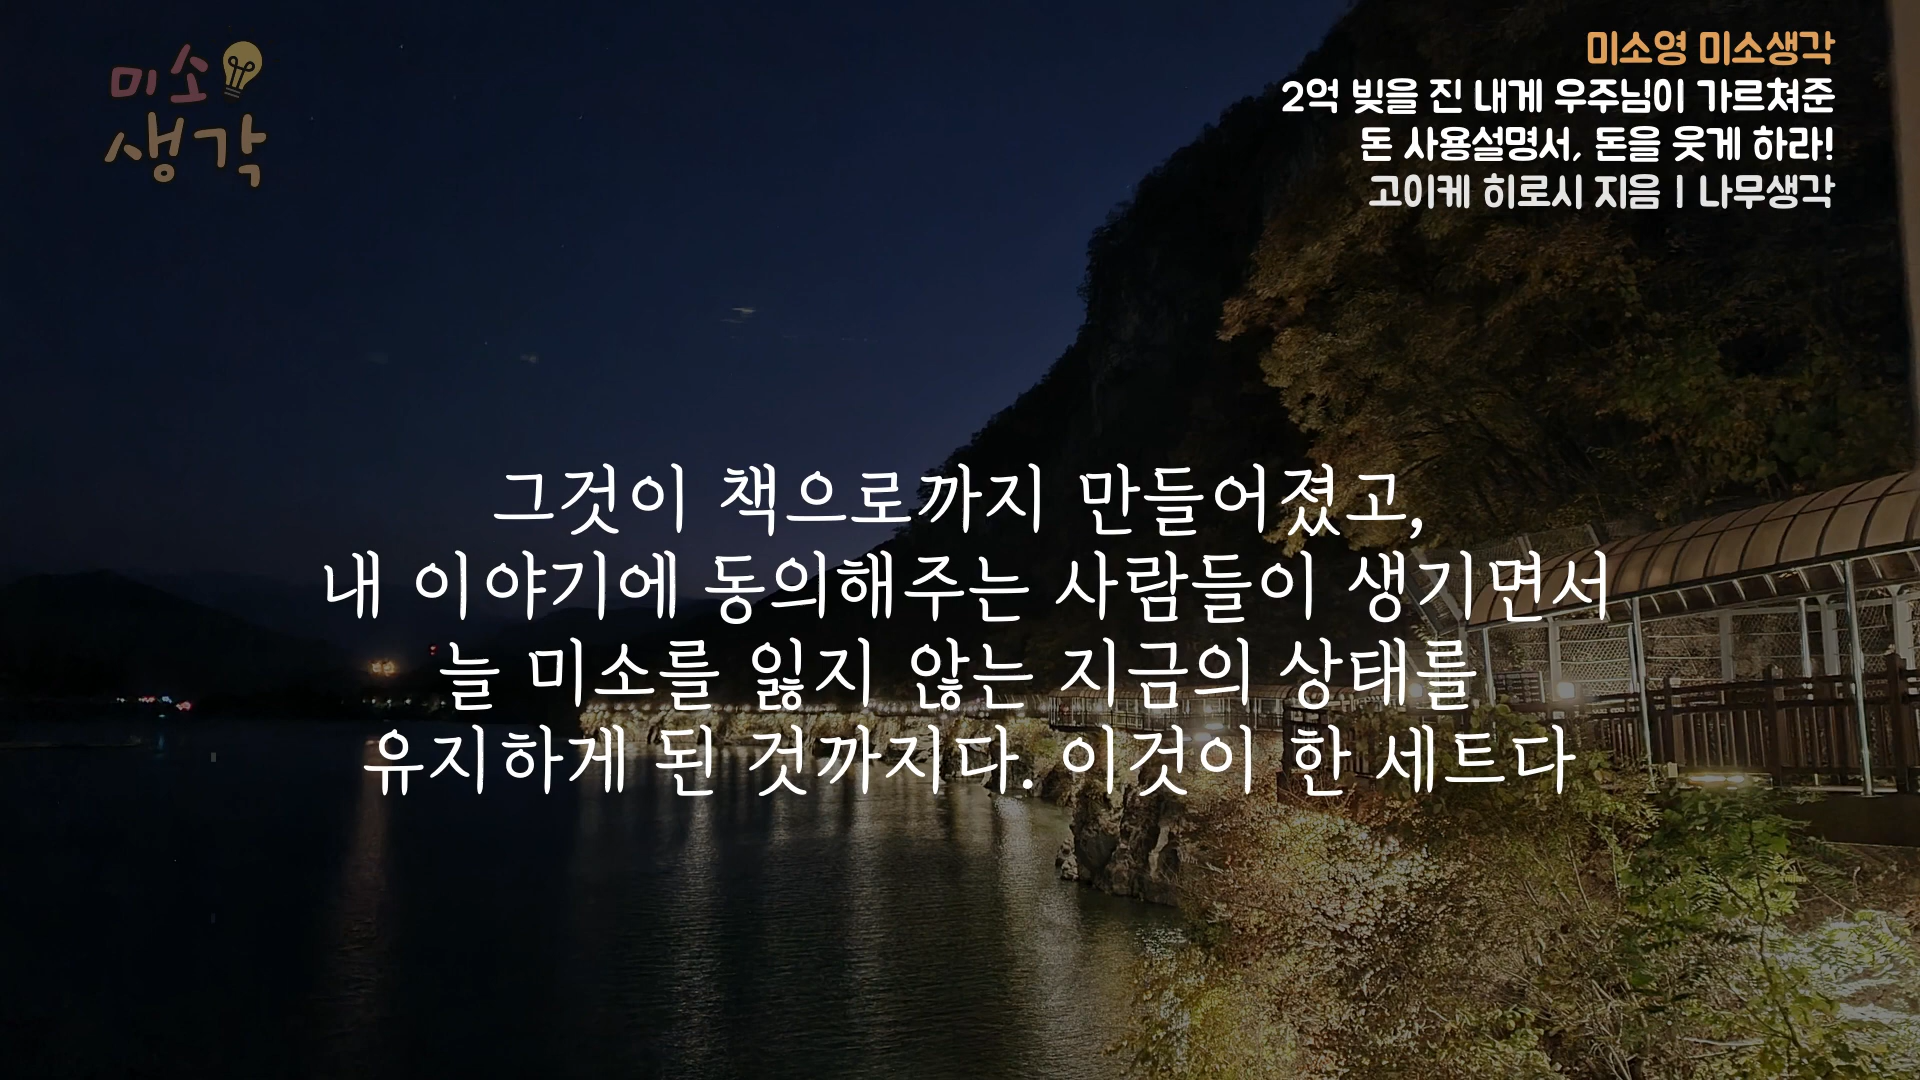 미소
생각
미소영 미소생각
2억 빚을 진 내게 우주님이 가르쳐준
돈 사용설명서, 돈을 웃게 하라!
고이케 히로시 지음 | 나무생각
그것이 책으로까지 만들어졌고,
내 이야기에 동의해주는 사람들이 생기면서
늘 미소를 잃지 않는 지금의 상태를
유지하게 된 것까지다. 이것이 한 세트다